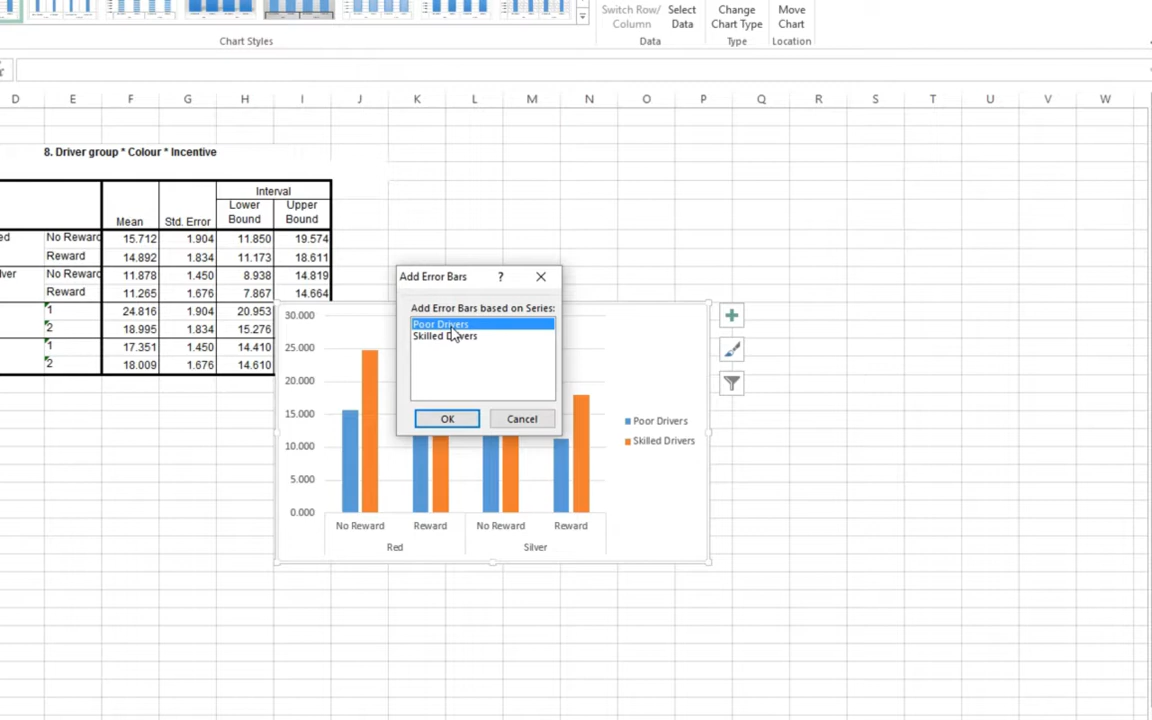 Switch Row/ Select Change Move
Column Data Chart Type Chart
Chart Styles Data Type Location
D E F G H I J K L M N O P Q R S T U V W
8. Driver group * Colour * Incentive
Interval
Mean Std. Error Lower Bound Upper Bound
ed No Reward 15.712 1.904 11.850 19.574
Reward 14.892 1.834 11.173 18.611
lver No Reward 11.878 1.450 8.938 14.819
Reward 11.265 1.676 7.867 14.664
1 24.816 1.904 20.953
2 18.995 1.834 15.276
1 17.351 1.450 14.410
2 18.009 1.676 14.610
Add Error Bars ?
Add Error Bars based on Series:
Poor Drivers
Skilled Drivers
OK Cancel
30.000
25.000
20.000
15.000
10.000
5.000
0.000
No Reward Reward No Reward Reward
Red Silver
Poor Drivers
Skilled Drivers